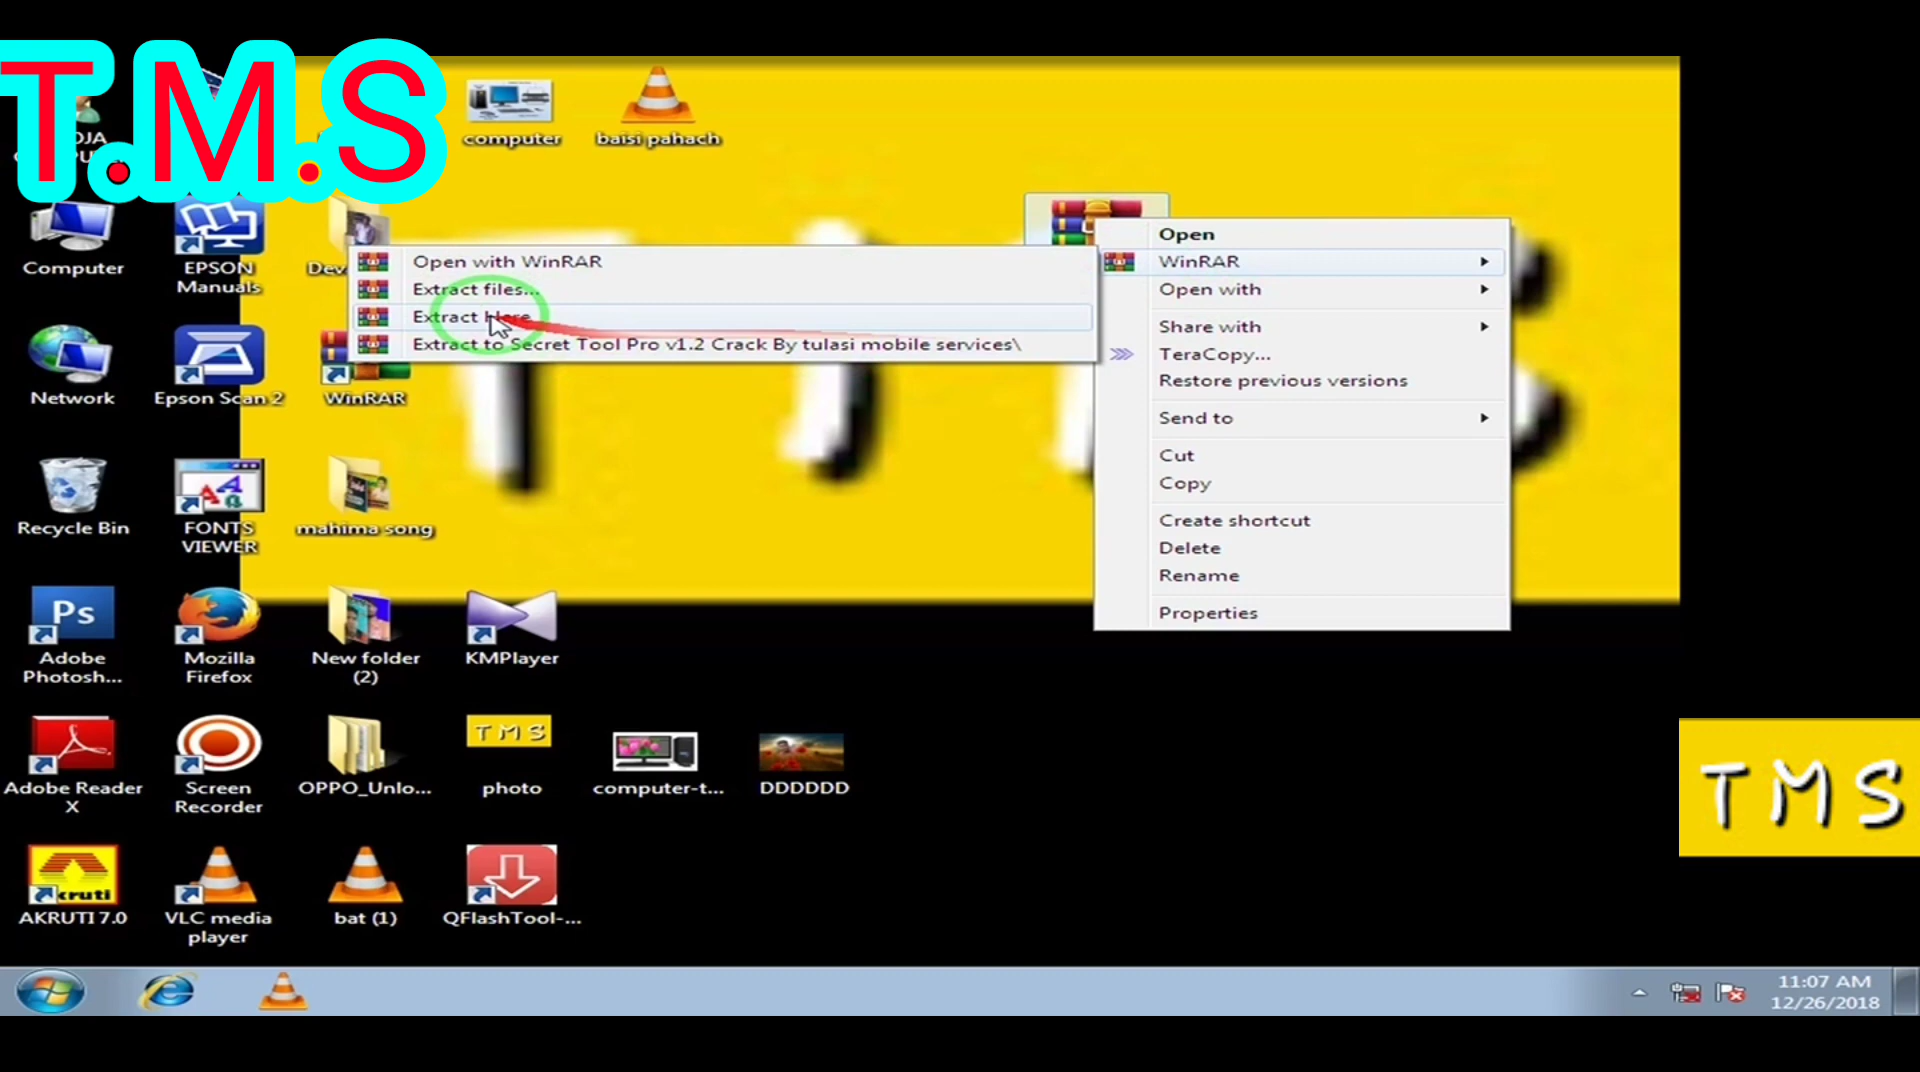 T.M.S
computer
baisi pahach
Computer
EPSON
Manuals
Open
WinRAR
Open with
Share with
TeraCopy...
Restore previous versions
Send to
Cut
Copy
Create shortcut
Delete
Rename
Properties
Open with WinRAR
Extract files...
Extract Here
Extract to Secret Tool Pro v1.2 Crack By tulasi mobile services\
Network
Epson Scan 2
WinRAR
Recycle Bin
FONTS
VIEWER
mahima song
Ps
Adobe
Photosh...
Mozilla
Firefox
New folder
(2)
KMPlayer
TMS
Adobe Reader
X
Screen
Recorder
OPPO_Unlo...
photo
computer-t...
DDDDDD
TMS
AKRUTI 7.0
VLC media
player
bat (1)
QFlashTool-...
11:07 AM
12/26/2018